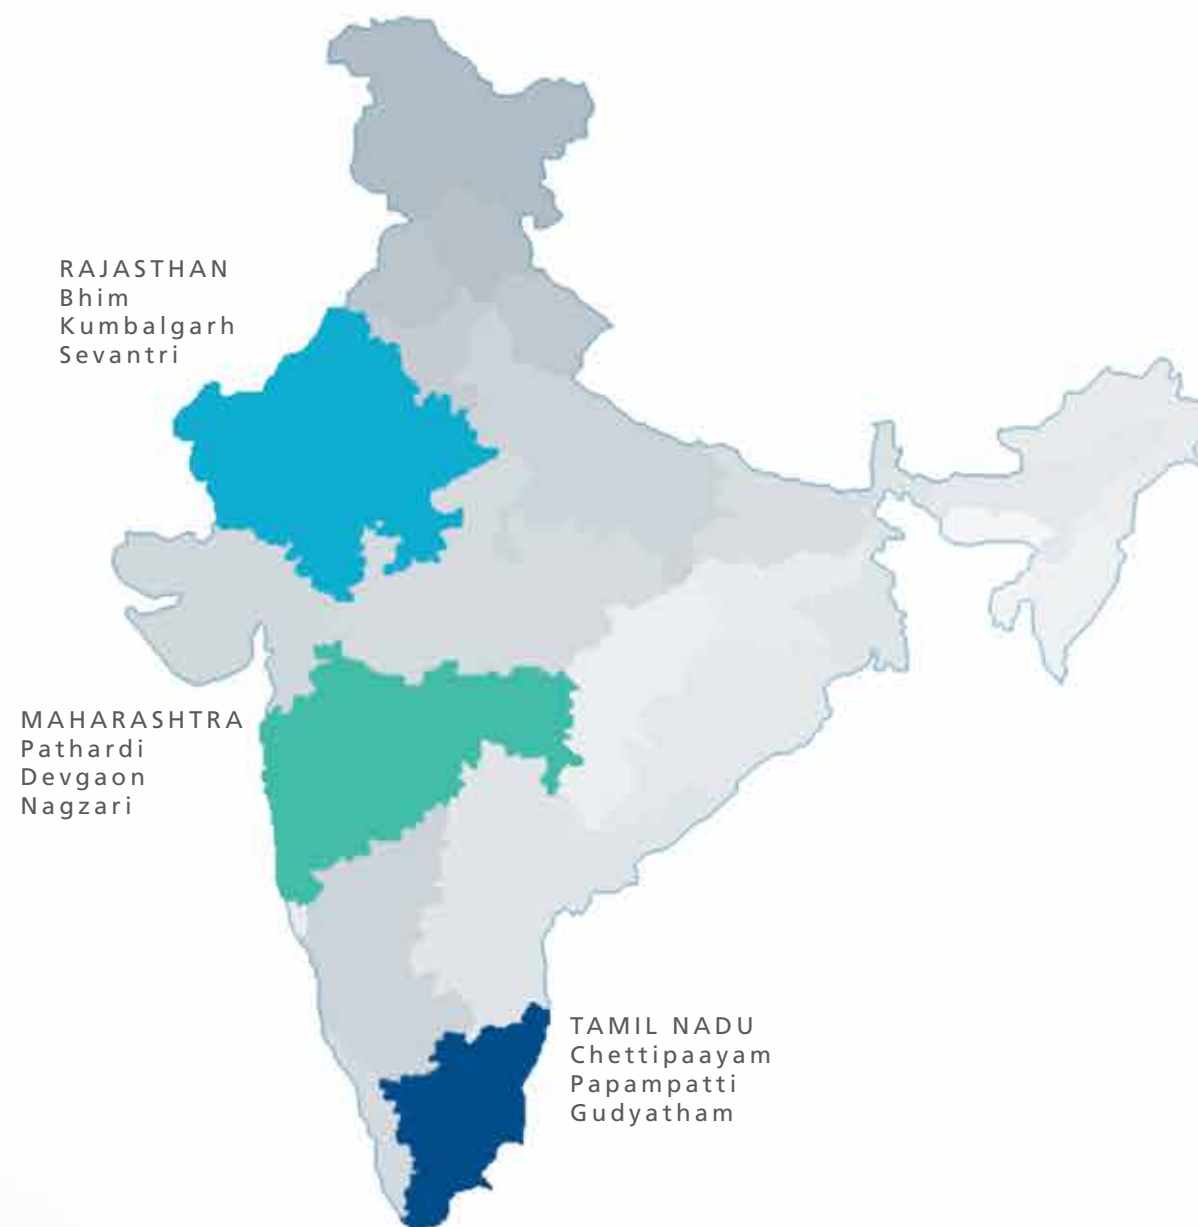 RAJASTHAN
Bhim
Kumbalgarh
Sevantri
MAHARASHTRA
Pathardi
Devgaon
Nagzari
TAMIL NADU
Chettipaayam
Papampatti
Gudyatham